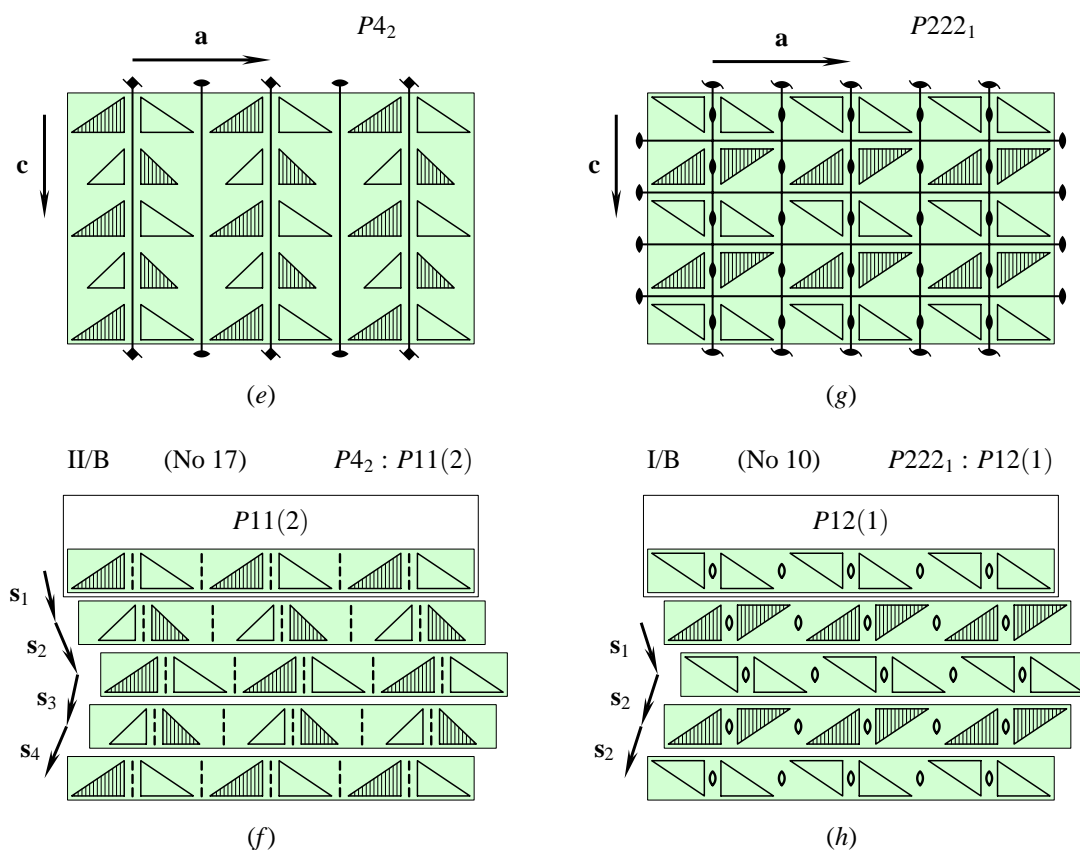 a P4₂
c
(e)
a P222₁
c
(g)
II/B (No 17) P4₂ : P11(2)
P11(2)
s₁
s₂
s₃
s₄
(f)
I/B (No 10) P222₁ : P12(1)
P12(1)
s₁
s₂
s₂
(h)